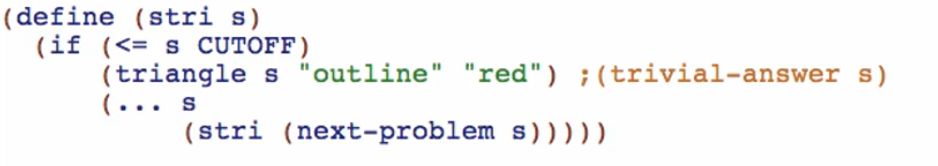 (define (stri s)
  (if (<= s CUTOFF)
      (triangle s "outline" "red") ;(trivial-answer s)
      (... s
           (stri (next-problem s)))))